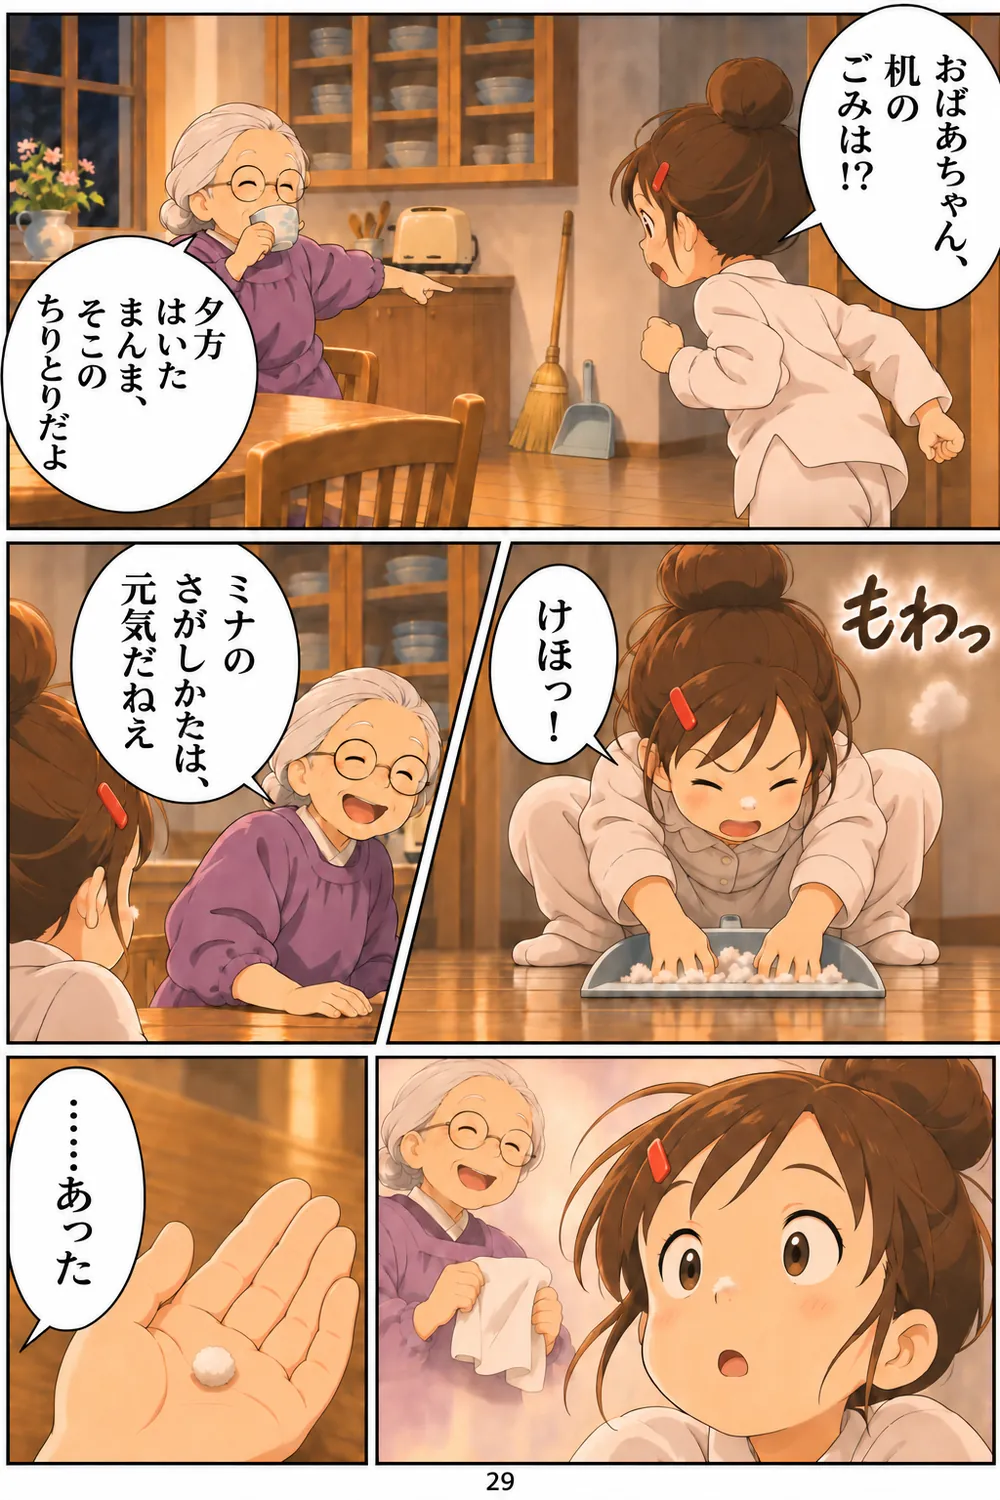 おばあちゃん、
机の
ごみは!?
夕方
はいた
まんま、
そこの
ちりとりだよ
もわっ
けほっ！
ミナの
さがしかたは、
元気だねえ
………あった
29